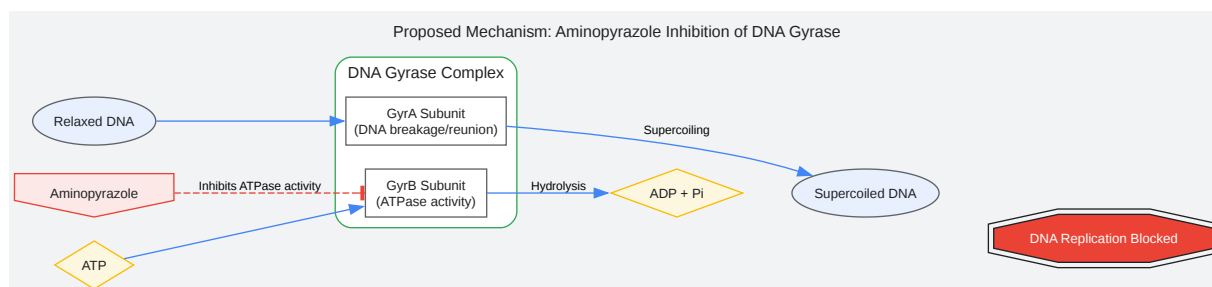 Proposed Mechanism: Aminopyrazole Inhibition of DNA Gyrase
DNA Gyrase Complex
Relaxed DNA
GyrA Subunit
(DNA breakage/reunion)
Supercoiling
Aminopyrazole
Inhibits ATPase activity
GyrB Subunit
(ATPase activity)
Hydrolysis
ADP + Pi
Supercoiled DNA
DNA Replication Blocked
ATP